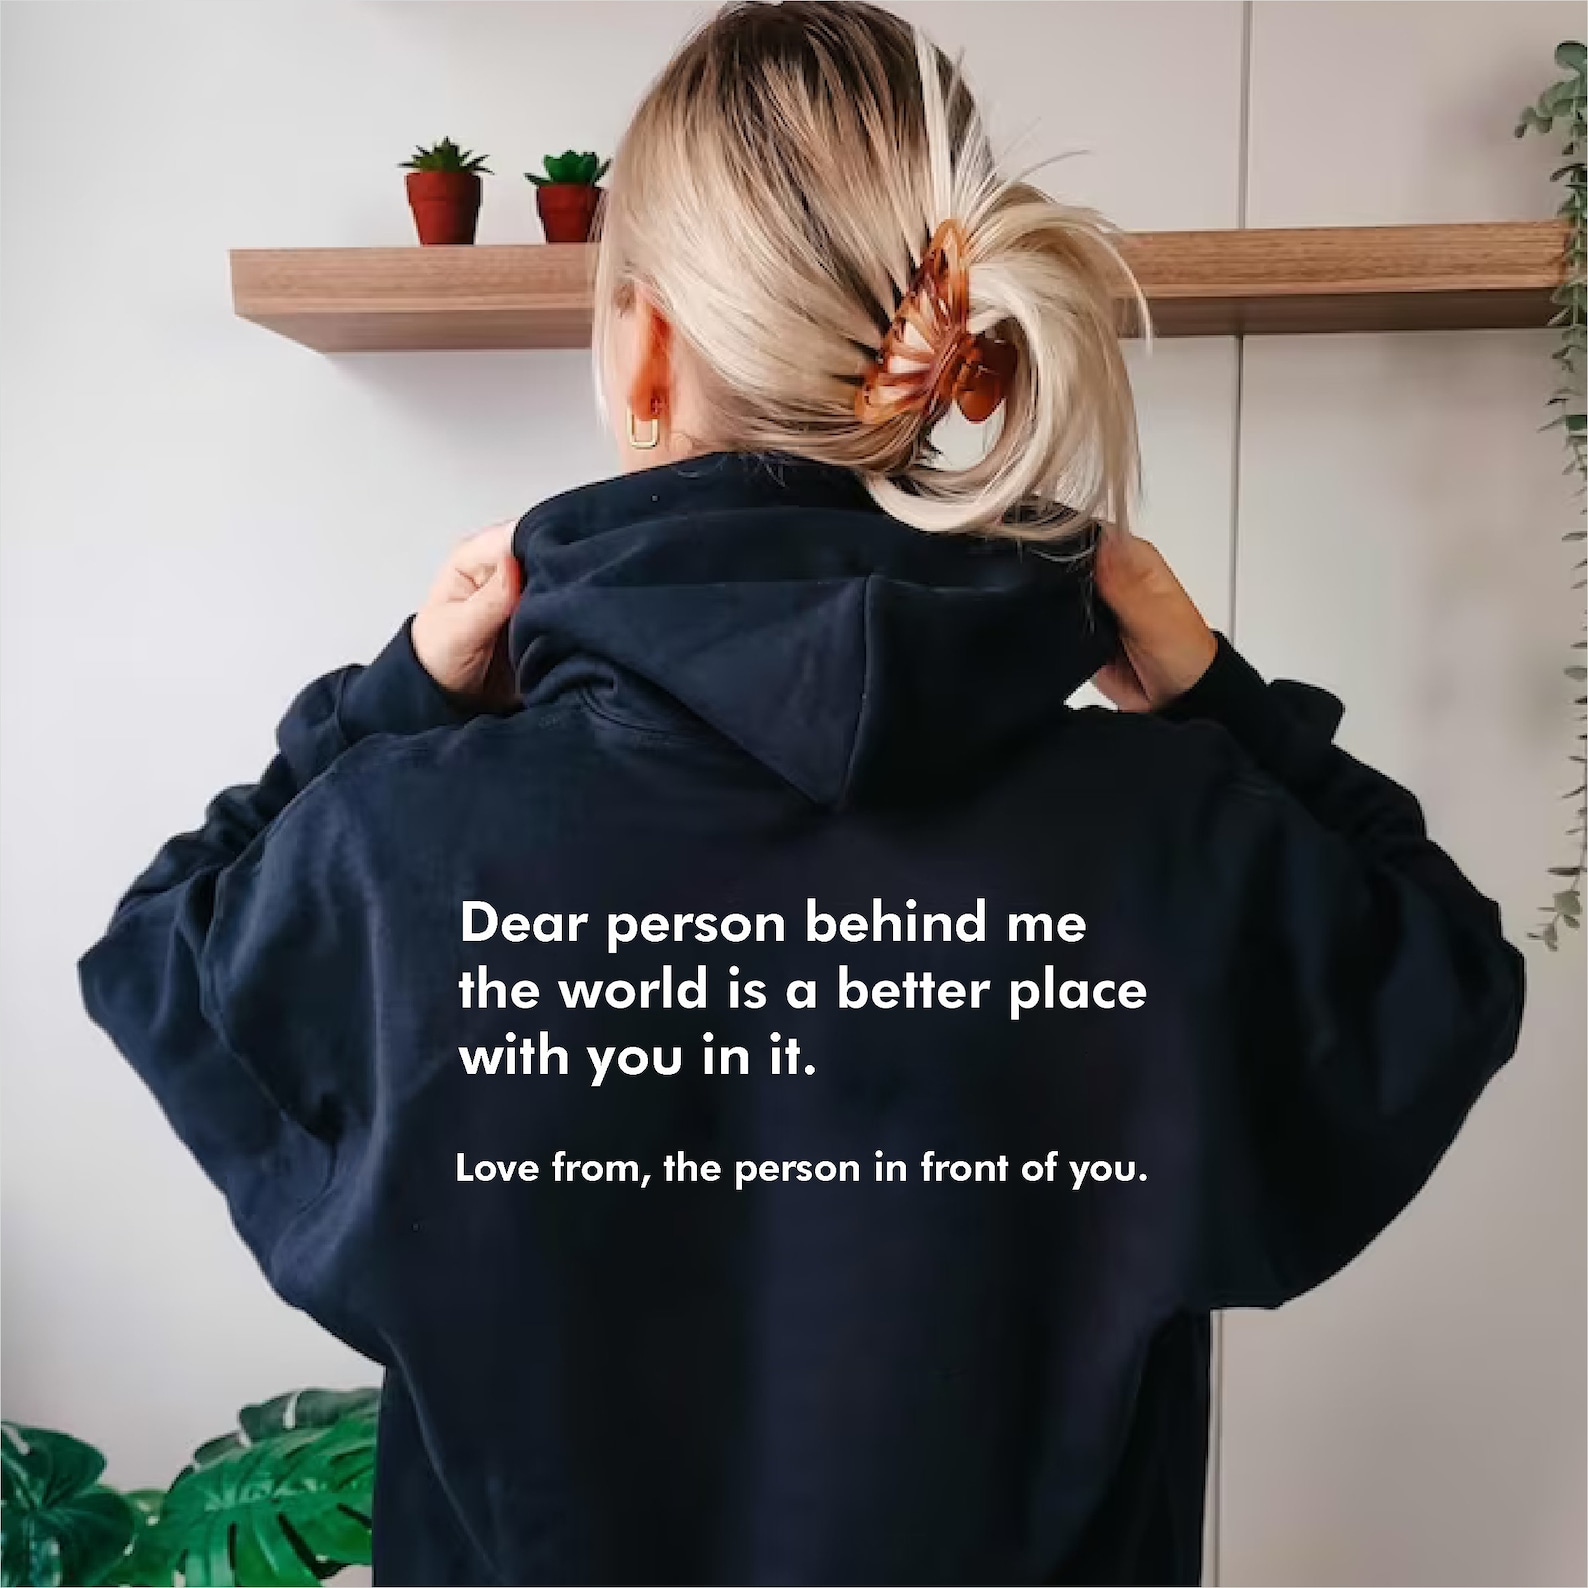 Dear person behind me
the world is a better place
with you in it.
Love from, the person in front of you.